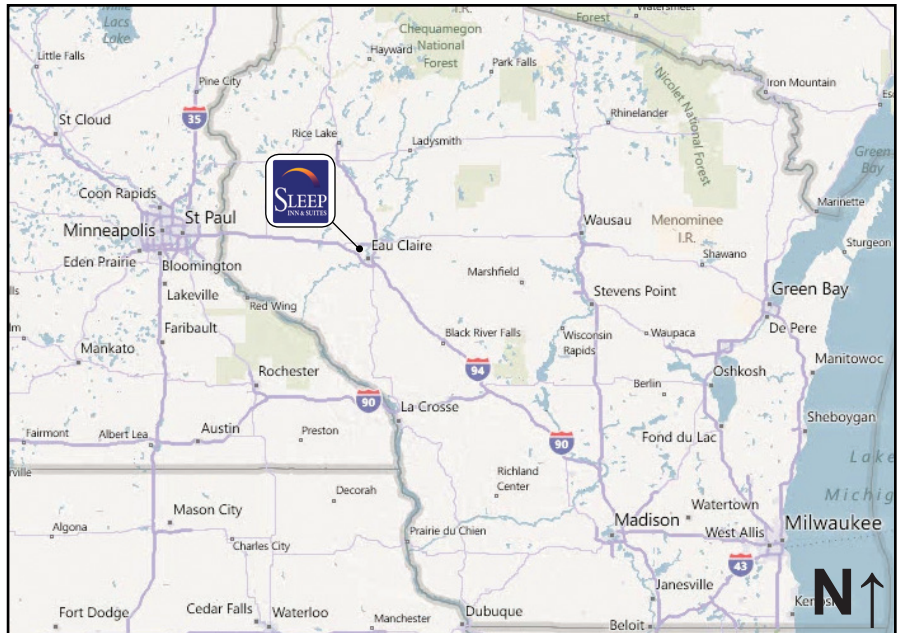 Lacs
Lake
I.R.
Chequamegon
National
Forest
Forest
Watersmeet
Little Falls
Hayward
Park Falls
Pine City
Iron Mountain
St Cloud
35
Rice Lake
Ladysmith
Rhinelander
Nicolet National Forest
Green
Bay
Coon Rapids
SLEEP
INN & SUITES
Marinette
Minneapolis
St Paul
Wausau
Menominee
I.R.
Eau Claire
Sturgeon
Eden Prairie
Bloomington
Marshfield
Shawano
Lakeville
Red Wing
Stevens Point
Green Bay
Faribault
Black River Falls
Wisconsin
Rapids
Waupaca
De Pere
Mankato
Rochester
94
Oshkosh
Manitowoc
90
La Crosse
Berlin
Sheboygan
Fairmont
Albert Lea
Austin
Preston
90
Fond du Lac
Lake
Richland
Center
Michig
Decorah
Mason City
Watertown
Algona
Charles City
Prairie du Chien
Madison
West Allis
Milwaukee
43
Janesville
Fort Dodge
Cedar Falls
Waterloo
Manchester
Dubuque
Beloit
N